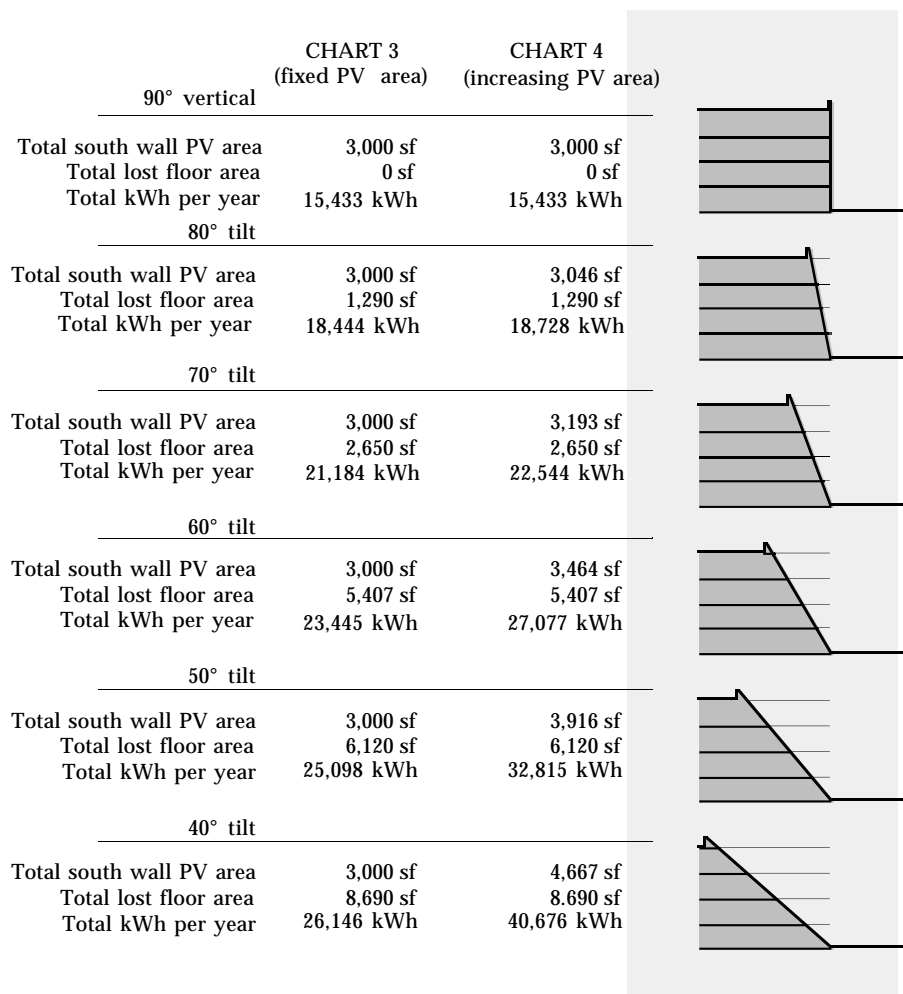 CHART 3 CHART 4
(fixed PV area) (increasing PV area)
90° vertical
Total south wall PV area 3,000 sf 3,000 sf
Total lost floor area 0 sf 0 sf
Total kWh per year 15,433 kWh 15,433 kWh
80° tilt
Total south wall PV area 3,000 sf 3,046 sf
Total lost floor area 1,290 sf 1,290 sf
Total kWh per year 18,444 kWh 18,728 kWh
70° tilt
Total south wall PV area 3,000 sf 3,193 sf
Total lost floor area 2,650 sf 2,650 sf
Total kWh per year 21,184 kWh 22,544 kWh
60° tilt
Total south wall PV area 3,000 sf 3,464 sf
Total lost floor area 5,407 sf 5,407 sf
Total kWh per year 23,445 kWh 27,077 kWh
50° tilt
Total south wall PV area 3,000 sf 3,916 sf
Total lost floor area 6,120 sf 6,120 sf
Total kWh per year 25,098 kWh 32,815 kWh
40° tilt
Total south wall PV area 3,000 sf 4,667 sf
Total lost floor area 8,690 sf 8.690 sf
Total kWh per year 26,146 kWh 40,676 kWh